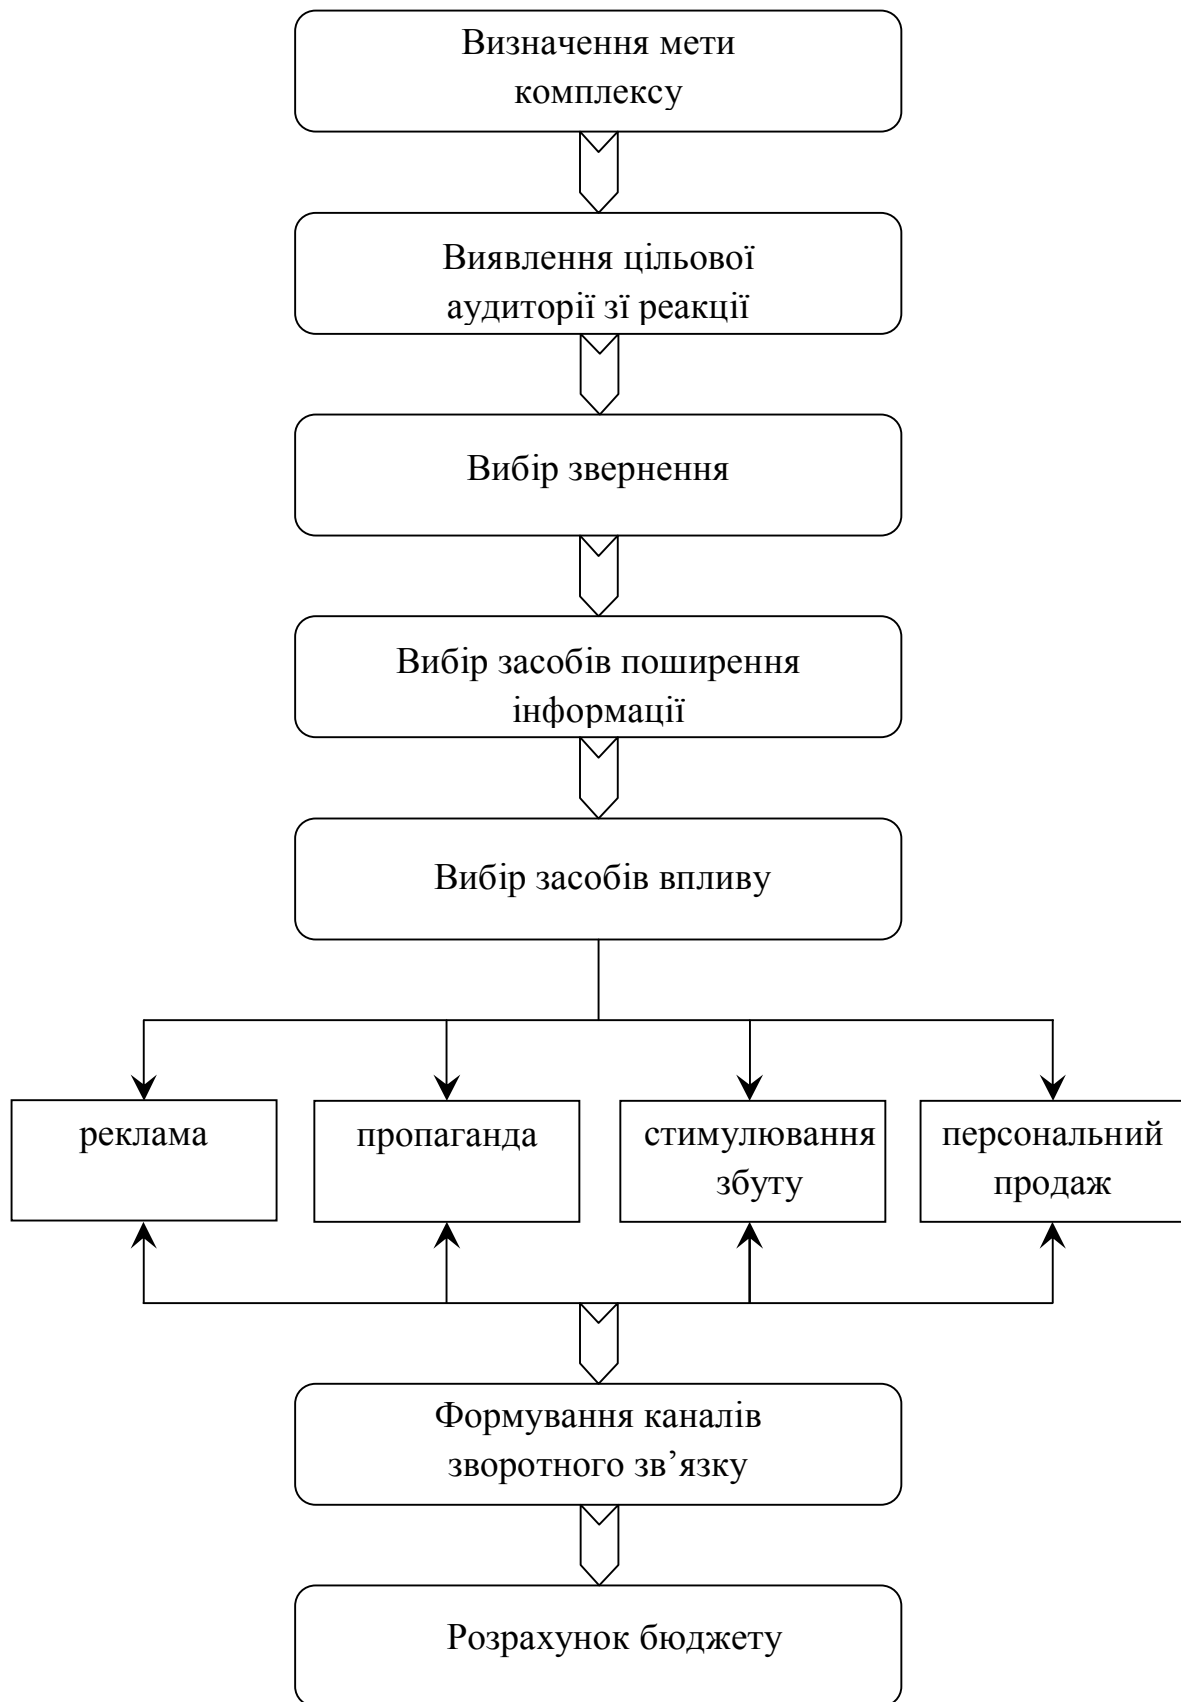 Визначення мети
комплексу
Виявлення цільової
аудиторії зї реакції
Вибір звернення
Вибір засобів поширення
інформації
Вибір засобів впливу
реклама
пропаганда
стимулювання
збуту
персональний
продаж
Формування каналів
зворотного зв’язку
Розрахунок бюджету